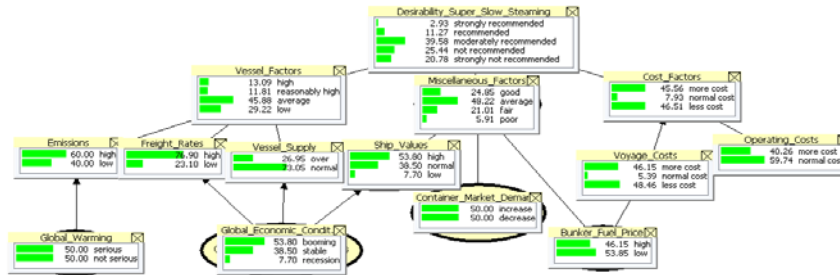 Desirability_Super_Slow_Steaming
2.93 strongly recommended
11.27 recommended
39.58 moderately recommended
25.44 not recommended
20.78 strongly not recommended
Vessel_Factors
13.09 high
11.81 reasonably high
45.88 average
29.22 low
Miscellaneous_Factors
24.85 good
48.22 average
21.01 fair
5.91 poor
Cost_Factors
45.56 more cost
7.93 normal cost
46.51 less cost
Emissions
60.00 high
40.00 low
Freight_Rates
76.90 high
23.10 low
Vessel_Supply
26.95 over
73.05 normal
Ship_Values
53.80 high
38.50 normal
7.70 low
Operating_Costs
40.26 more cost
59.74 normal cost
Voyage_Costs
46.15 more cost
5.39 normal cost
48.46 less cost
Container_Market_Deman
50.00 increase
50.00 decrease
Global_Warming
50.00 serious
50.00 not serious
Global_Economic_Condit...
53.80 booming
38.50 stable
7.70 recession
Bunker_Fuel_Price
46.15 high
53.85 low